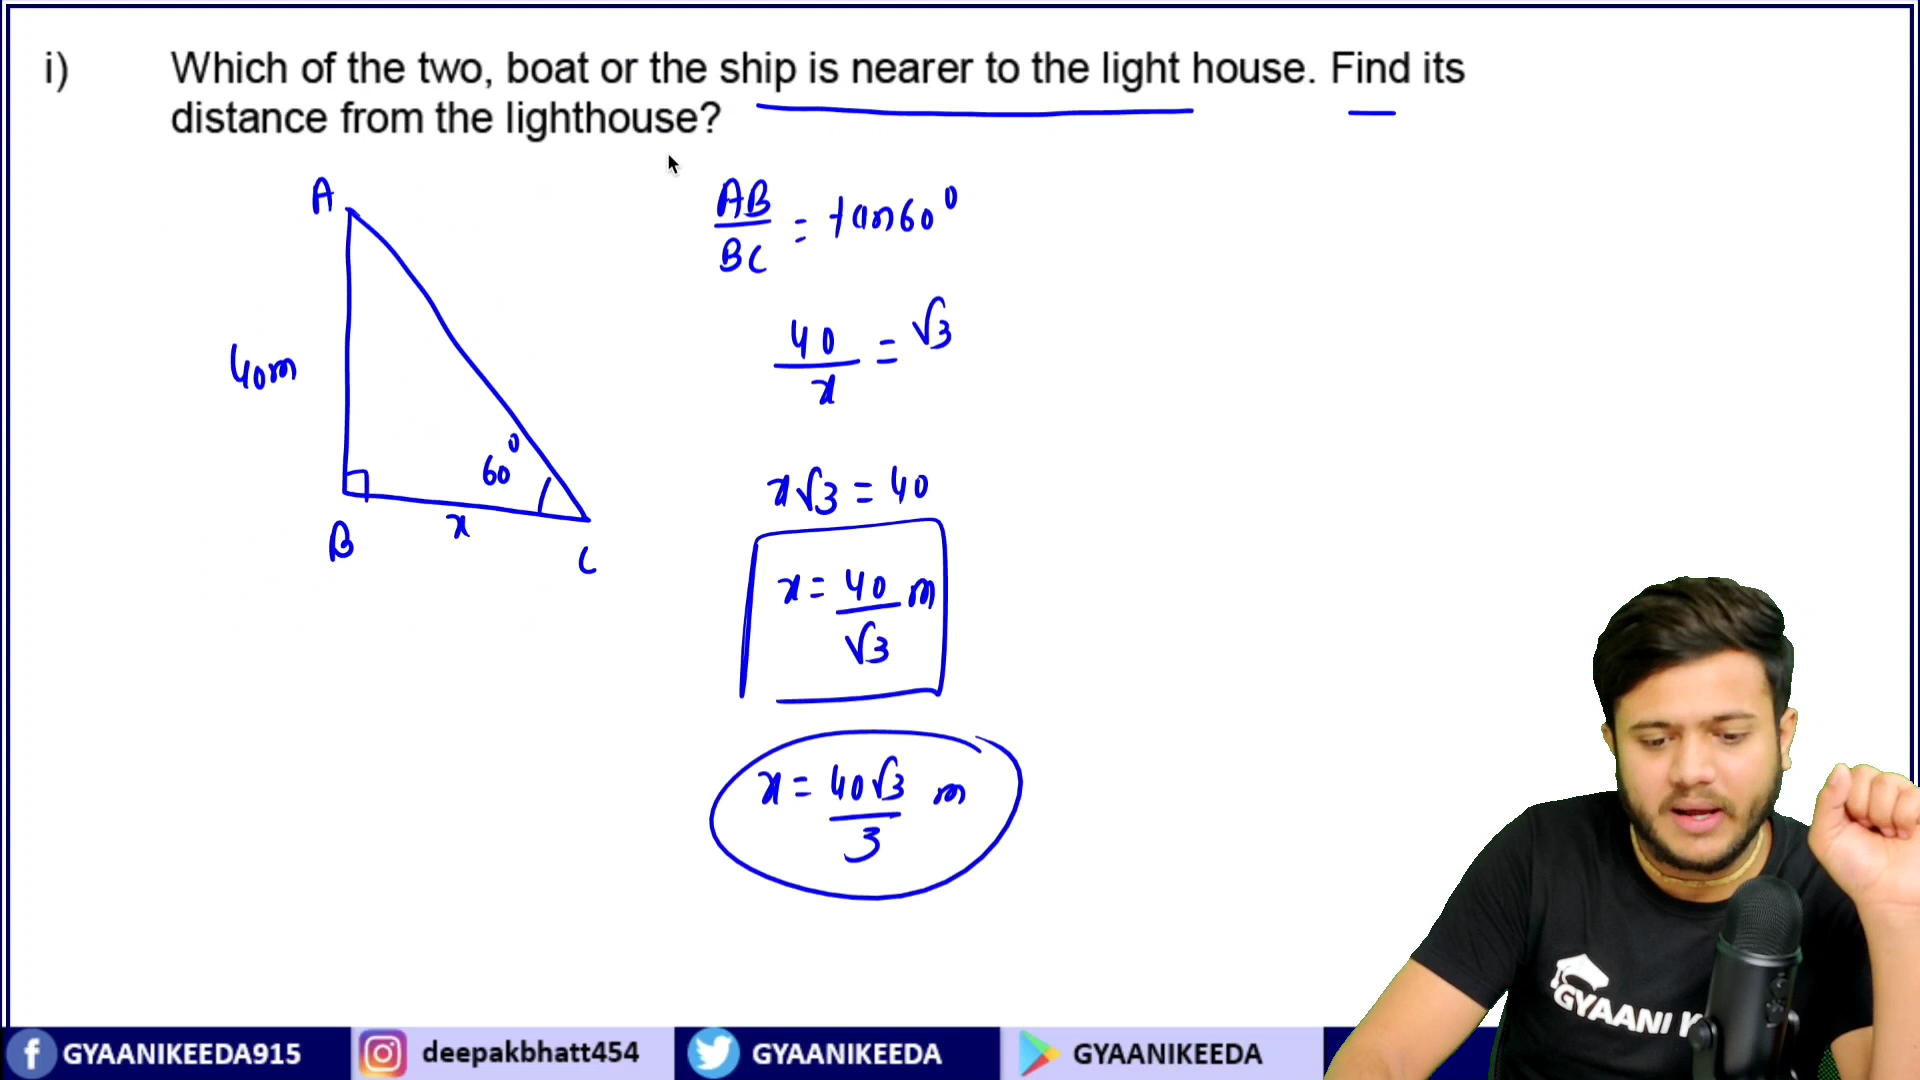 i) Which of the two, boat or the ship is nearer to the light house. Find its
distance from the lighthouse?
A
40m
60°
B
x
C
AB/BC = tan60°
40/x = √3
x√3 = 40
x = 40/√3 m
x = 40√3/3 m
GYAANI K
GYAANIKEEDA915
deepakbhatt454
GYAANIKEEDA
GYAANIKEEDA